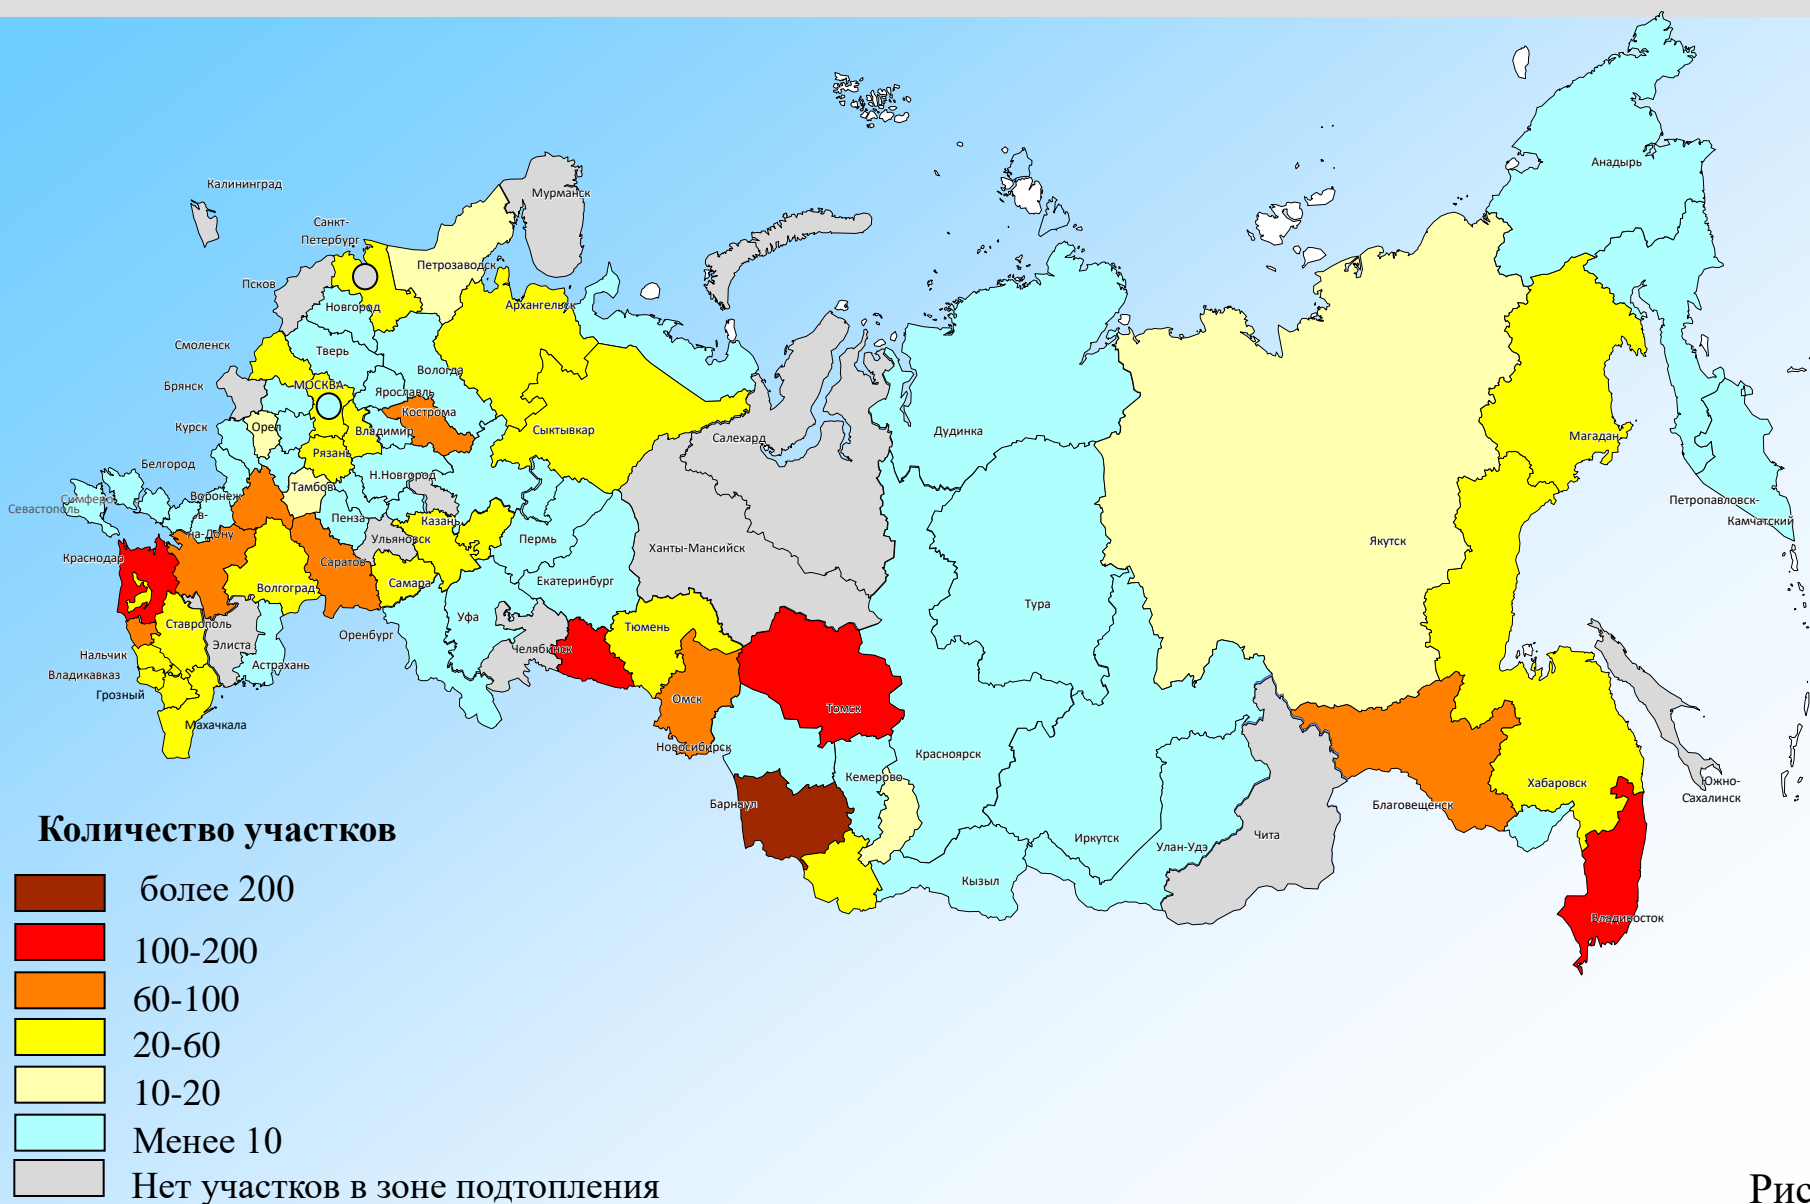 Анадырь
Калининград
Мурманск
Санкт-
Петербург
Петрозаводск
Псков
Новгород
Архангельск
Смоленск
Тверь
Вологда
Брянск
МОСКВА
Ярославль
Кострома
Курск
Орел
Владимир
Сыктывкар
Салехард
Дудинка
Магадан
Рязань
Белгород
Н.Новгород
Тамбов
Воронеж
Симферо
Севастополь
в-
на-Дону
Пенза
Казань
Ульяновск
Пермь
Ханты-Мансийск
Якутск
Петропавловск-
Камчатский
Краснодар
Саратов
Волгоград
Самара
Екатеринбург
Тура
Ставрополь
Уфа
Тюмень
Оренбург
Элиста
Челябинск
Нальчик
Астрахань
Владикавказ
Грозный
Омск
Томск
Махачкала
Новосибирск
Красноярск
Кемерово
Барнаул
Хабаровск
Южно-
Сахалинск
Благовещенск
Иркутск
Улан-Удэ
Чита
Кызыл
Владивосток
Количество участков
более 200
100-200
60-100
20-60
10-20
Менее 10
Нет участков в зоне подтопления
Рис